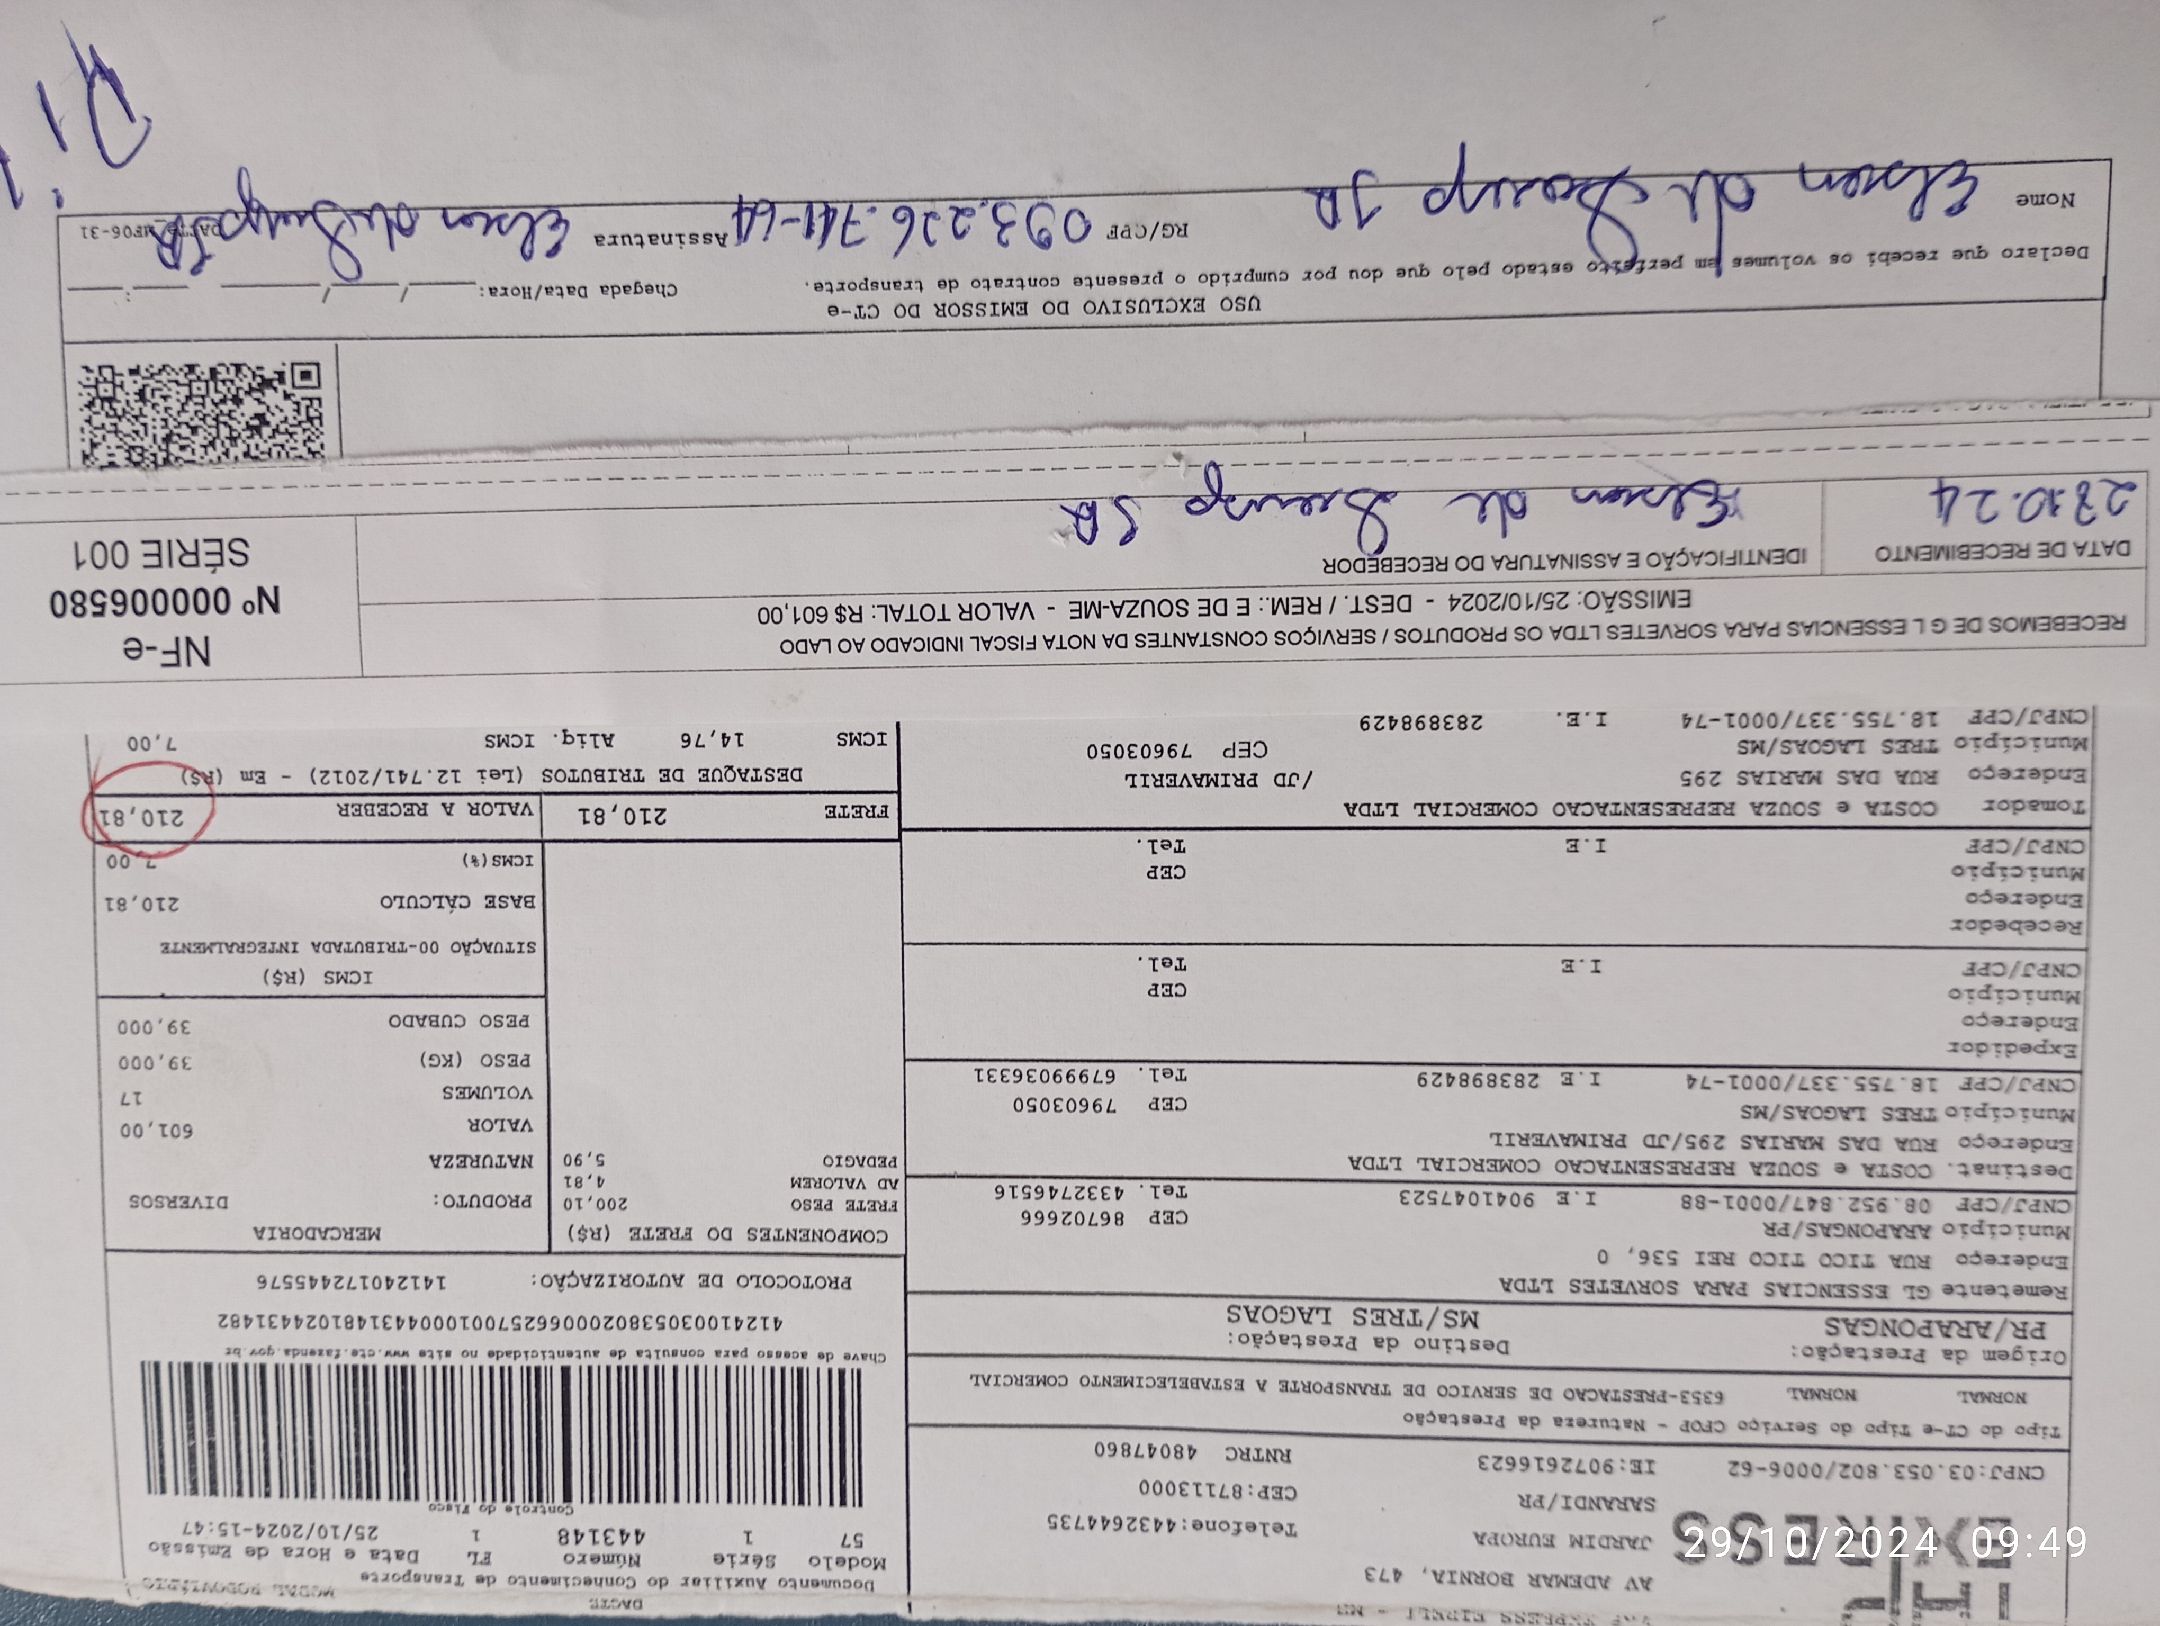 DACTE
MODAL RODOVIÁRIO
Documento Auxiliar do Conhecimento de Transporte
EXPRESS
AV ADEMAR BORNIA, 473
JARDIM EUROPA
Telefone:4432644735
SARANDI/PR
CEP:87113000
CNPJ:03.053.802/0006-62 IE:9072616623 RNTRC 48047860
Modelo Série Número FL Data e Hora de Emissão
57 1 443148 1 25/10/2024-15:47
Controle do Fisco
Tipo do CT-e Tipo do Serviço CFOP - Natureza da Prestação
NORMAL NORMAL 6353-PRESTACAO DE SERVICO DE TRANSPORTE A ESTABELECIMENTO COMERCIAL
Chave de acesso para consulta de autenticidade no site www.cte.fazenda.gov.br
41241003053802000662570010004431481024431482
Origem da Prestação: Destino da Prestação:
PR/ARAPONGAS MS/TRES LAGOAS
PROTOCOLO DE AUTORIZAÇÃO: 141240172445576
Remetente GL ESSENCIAS PARA SORVETES LTDA
Endereço RUA TICO TICO REI 536, 0
Município ARAPONGAS/PR CEP 86702666
CNPJ/CPF 08.952.847/0001-88 I.E 9041047523 Tel. 4332746516
Destinat. COSTA e SOUZA REPRESENTACAO COMERCIAL LTDA
Endereço RUA DAS MARIAS 295/JD PRIMAVERIL
Município TRES LAGOAS/MS CEP 79603050
CNPJ/CPF 18.755.337/0001-74 I.E 283898429 Tel. 67999036331
Expedidor
Endereço
Município CEP
CNPJ/CPF I.E Tel.
Recebedor
Endereço
Município CEP
CNPJ/CPF I.E Tel.
Tomador COSTA e SOUZA REPRESENTACAO COMERCIAL LTDA
Endereço RUA DAS MARIAS 295 /JD PRIMAVERIL
Município TRES LAGOAS/MS CEP 79603050
CNPJ/CPF 18.755.337/0001-74 I.E. 283898429
COMPONENTES DO FRETE (R$)
FRETE PESO 200,10
AD VALOREM 4,81
PEDAGIO 5,90
MERCADORIA
PRODUTO: DIVERSOS
NATUREZA
VALOR 601,00
VOLUMES 17
PESO (KG) 39,000
PESO CUBADO 39,000
ICMS (R$)
SITUAÇÃO 00-TRIBUTADA INTEGRALMENTE
BASE CÁLCULO 210,81
ICMS(%) 7,00
FRETE 210,81 VALOR A RECEBER 210,81
DESTAQUE DE TRIBUTOS (Lei 12.741/2012) - Em (R$)
ICMS 14,76 Aliq. ICMS 7,00
RECEBEMOS DE G L ESSENCIAS PARA SORVETES LTDA OS PRODUTOS / SERVIÇOS CONSTANTES DA NOTA FISCAL INDICADO AO LADO
EMISSÃO: 25/10/2024 - DEST. / REM.: E DE SOUZA-ME - VALOR TOTAL: R$ 601,00
NF-e
Nº 000006580
SÉRIE 001
DATA DE RECEBIMENTO IDENTIFICAÇÃO E ASSINATURA DO RECEBEDOR
10.24 de JR
USO EXCLUSIVO DO EMISSOR DO CT-e
Declaro que recebi os volumes em perfeito estado pelo que dou por cumprido o presente contrato de transporte.
Chegada Data/Hora: ____/____/____ ___:___
Nome de JR RG/CPF 093.226.741-64 Assinatura de JR
29/10/2024 09:49